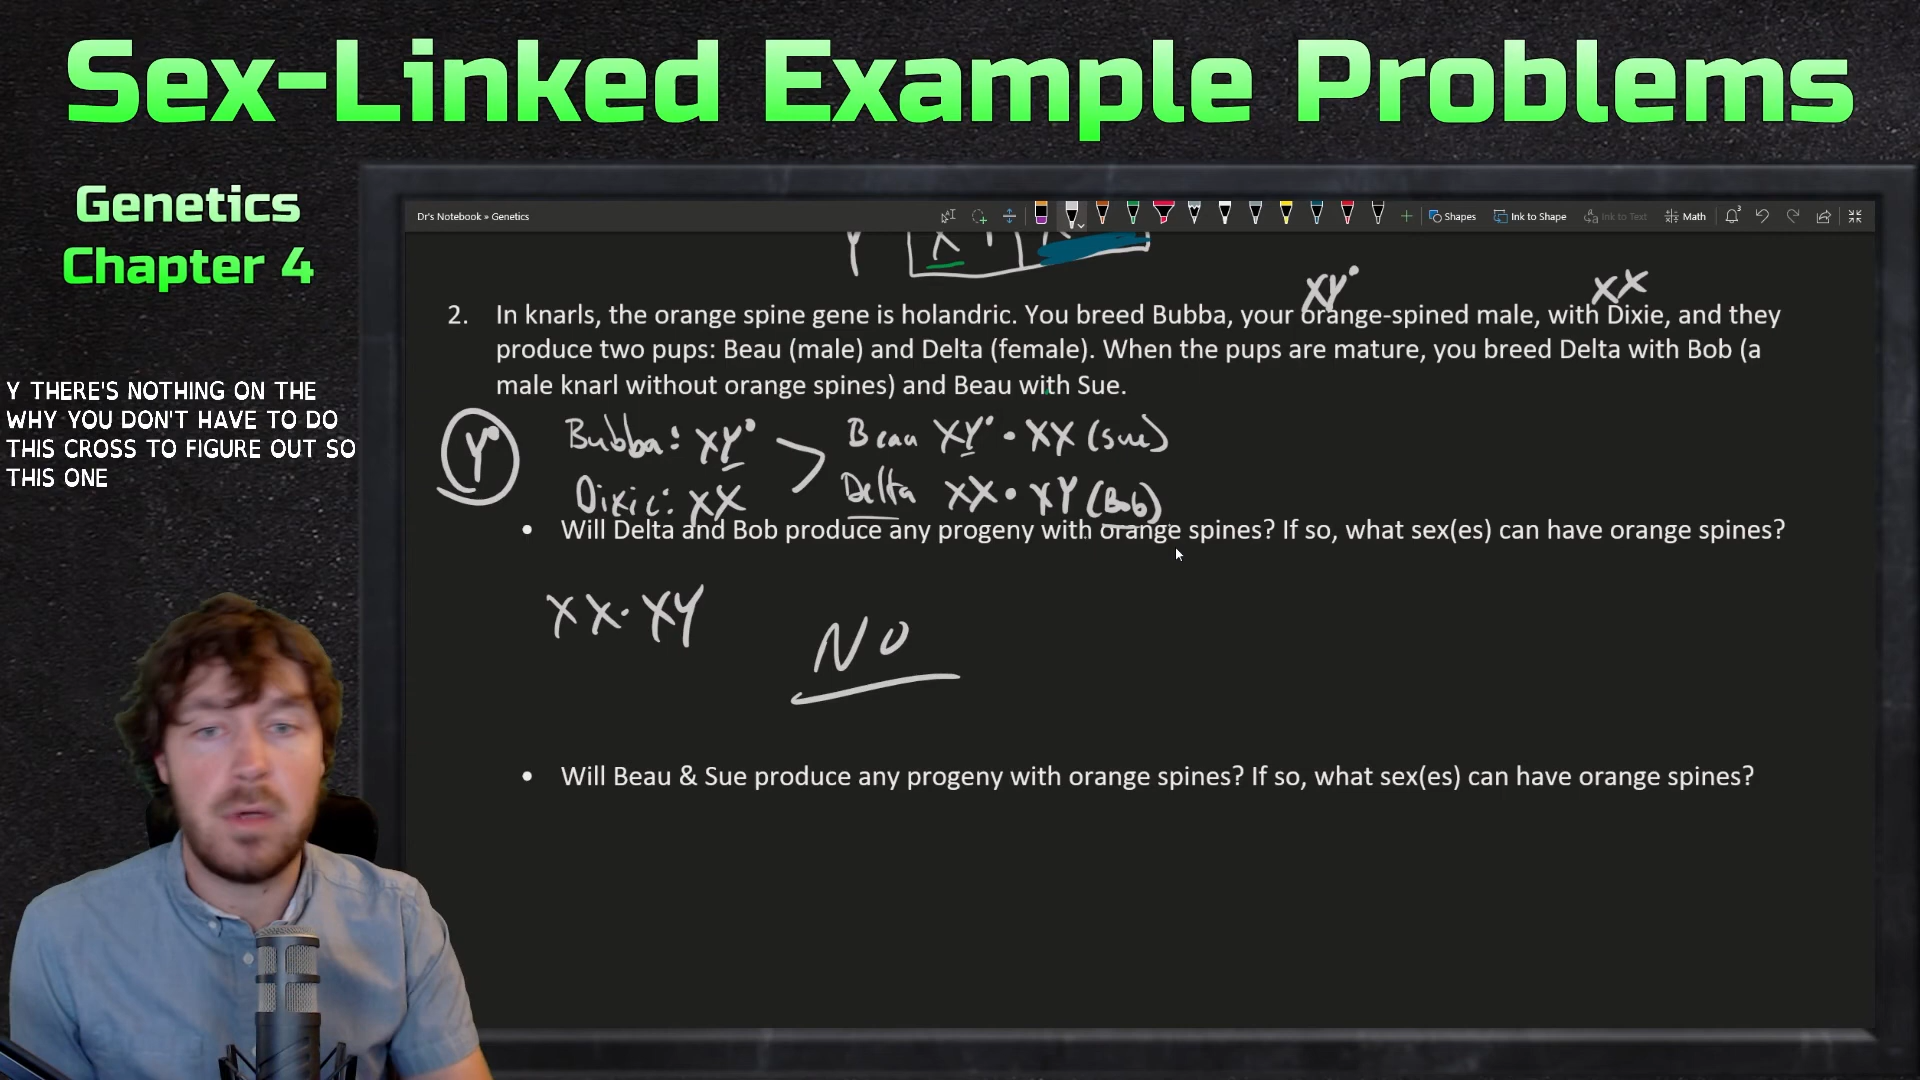 Sex-Linked Example Problems
Genetics
Chapter 4
Dr's Notebook » Genetics
Shapes
Ink to Shape
Ink to Text
Math
XY•
XX
2. In knarls, the orange spine gene is holandric. You breed Bubba, your orange-spined male, with Dixie, and they
produce two pups: Beau (male) and Delta (female). When the pups are mature, you breed Delta with Bob (a
male knarl without orange spines) and Beau with Sue.
Y THERE'S NOTHING ON THE
WHY YOU DON'T HAVE TO DO
THIS CROSS TO FIGURE OUT SO
THIS ONE
Y•
Bubba: XY•
Beau XY• • XX (Sue)
Dixie: XX
Delta XX • XY (Bob)
• Will Delta and Bob produce any progeny with orange spines? If so, what sex(es) can have orange spines?
XX • XY
NO
• Will Beau & Sue produce any progeny with orange spines? If so, what sex(es) can have orange spines?